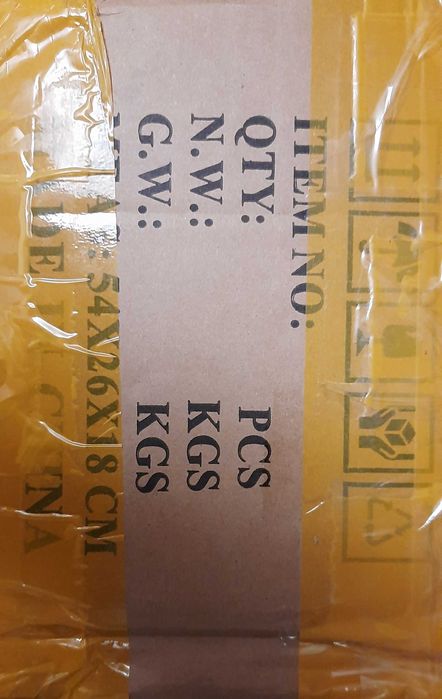 ITEM NO:
QTY: PCS
N.W.: KGS
G.W.: KGS
54X26X18 CM